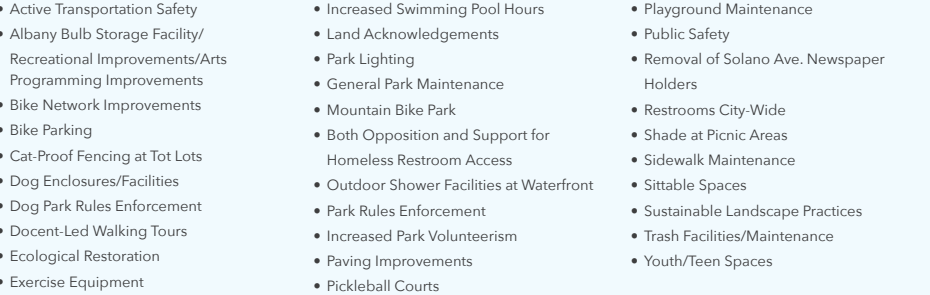 • Active Transportation Safety
• Albany Bulb Storage Facility/
Recreational Improvements/Arts
Programming Improvements
• Bike Network Improvements
• Bike Parking
• Cat-Proof Fencing at Tot Lots
• Dog Enclosures/Facilities
• Dog Park Rules Enforcement
• Docent-Led Walking Tours
• Ecological Restoration
• Exercise Equipment
• Increased Swimming Pool Hours
• Land Acknowledgements
• Park Lighting
• General Park Maintenance
• Mountain Bike Park
• Both Opposition and Support for
Homeless Restroom Access
• Outdoor Shower Facilities at Waterfront
• Park Rules Enforcement
• Increased Park Volunteerism
• Paving Improvements
• Pickleball Courts
• Playground Maintenance
• Public Safety
• Removal of Solano Ave. Newspaper
Holders
• Restrooms City-Wide
• Shade at Picnic Areas
• Sidewalk Maintenance
• Sittable Spaces
• Sustainable Landscape Practices
• Trash Facilities/Maintenance
• Youth/Teen Spaces